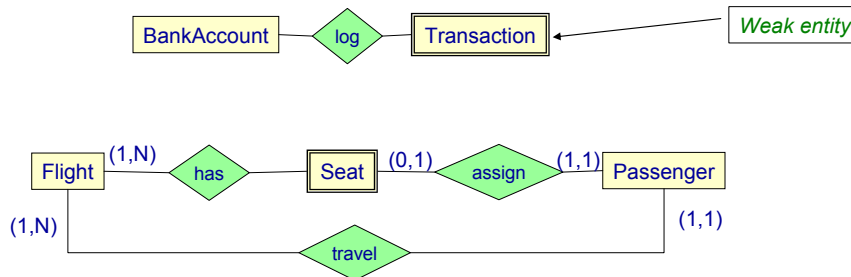 BankAccount log Transaction Weak entity
(1,N) (0,1) (1,1)
Flight has Seat assign Passenger
(1,N) (1,1)
travel